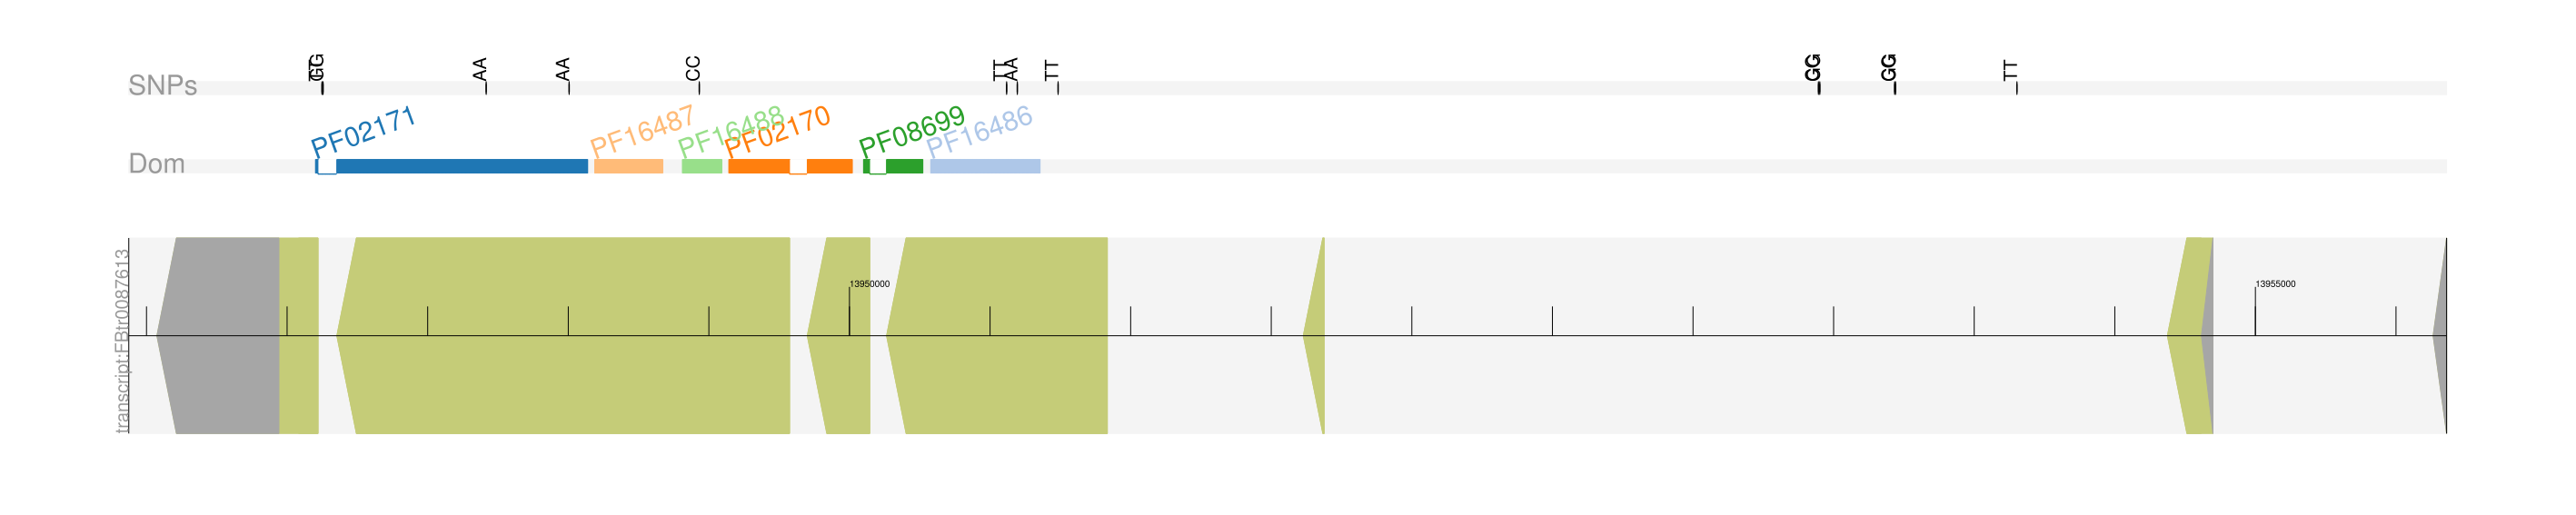 SNPs
GG AA AA CC TT AA TT GG GG TT
PF02171 PF16487 PF16488 PF02170 PF08699 PF16486
Dom
transcript:FBtr0087613
13950000 13955000